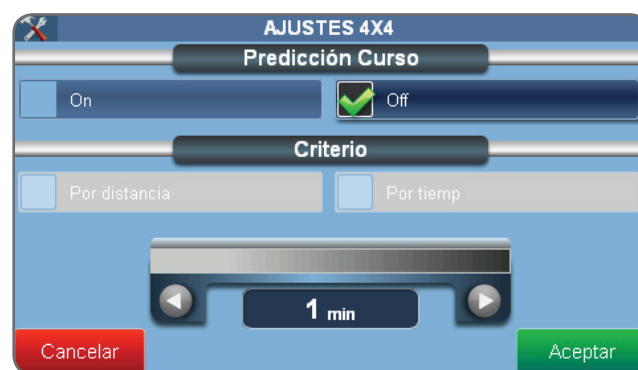 AJUSTES 4X4
Predicción Curso
On
Off
Criterio
Por distancia
Por tiemp
1 min
Cancelar
Aceptar